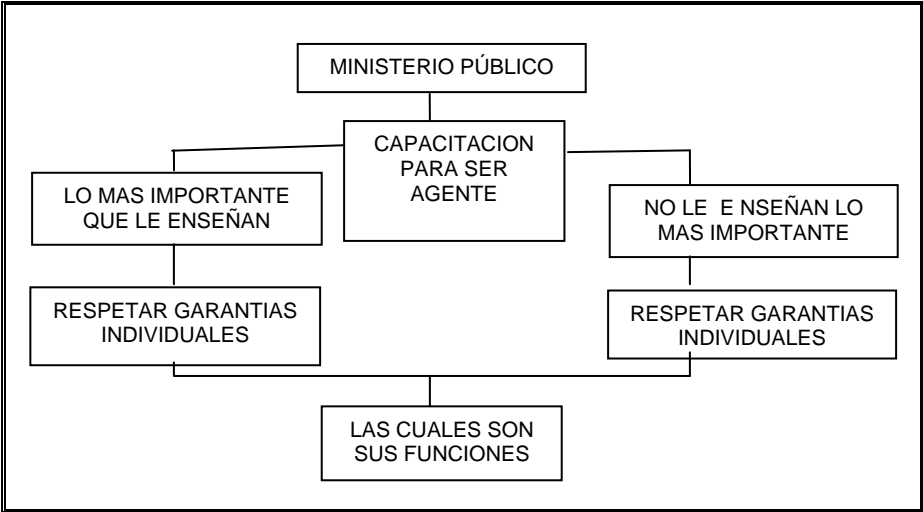 MINISTERIO PÚBLICO
CAPACITACION
PARA SER
AGENTE
LO MAS IMPORTANTE
QUE LE ENSEÑAN
NO LE E NSEÑAN LO
MAS IMPORTANTE
RESPETAR GARANTIAS
INDIVIDUALES
RESPETAR GARANTIAS
INDIVIDUALES
LAS CUALES SON
SUS FUNCIONES